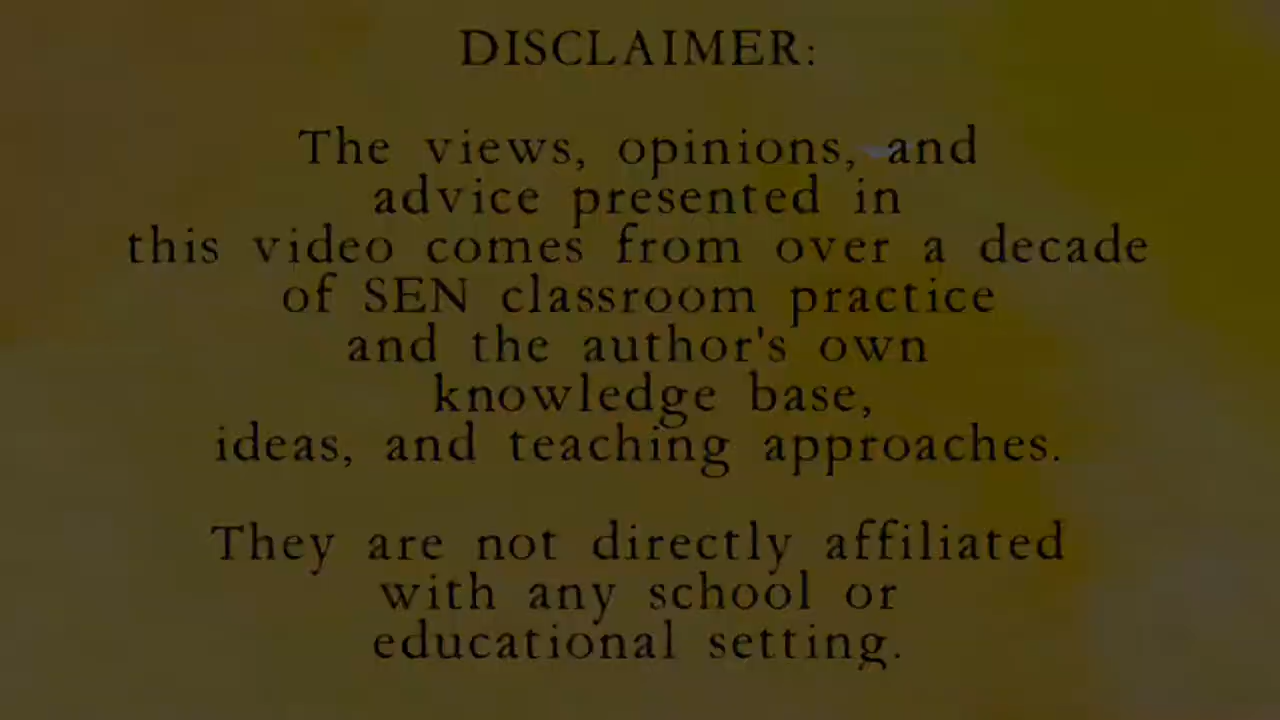 DISCLAIMER:
The views, opinions, and
advice presented in
this video comes from over a decade
of SEN classroom practice
and the author's own
knowledge base,
ideas, and teaching approaches.
They are not directly affiliated
with any school or
educational setting.